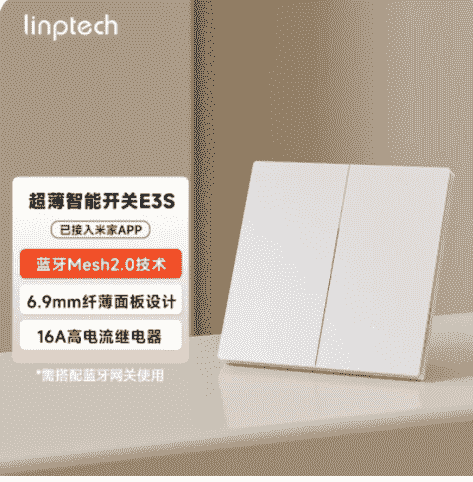 linptech
超薄智能开关E3S
已接入米家APP
蓝牙Mesh2.0技术
6.9mm纤薄面板设计
16A高电流继电器
*需搭配蓝牙网关使用